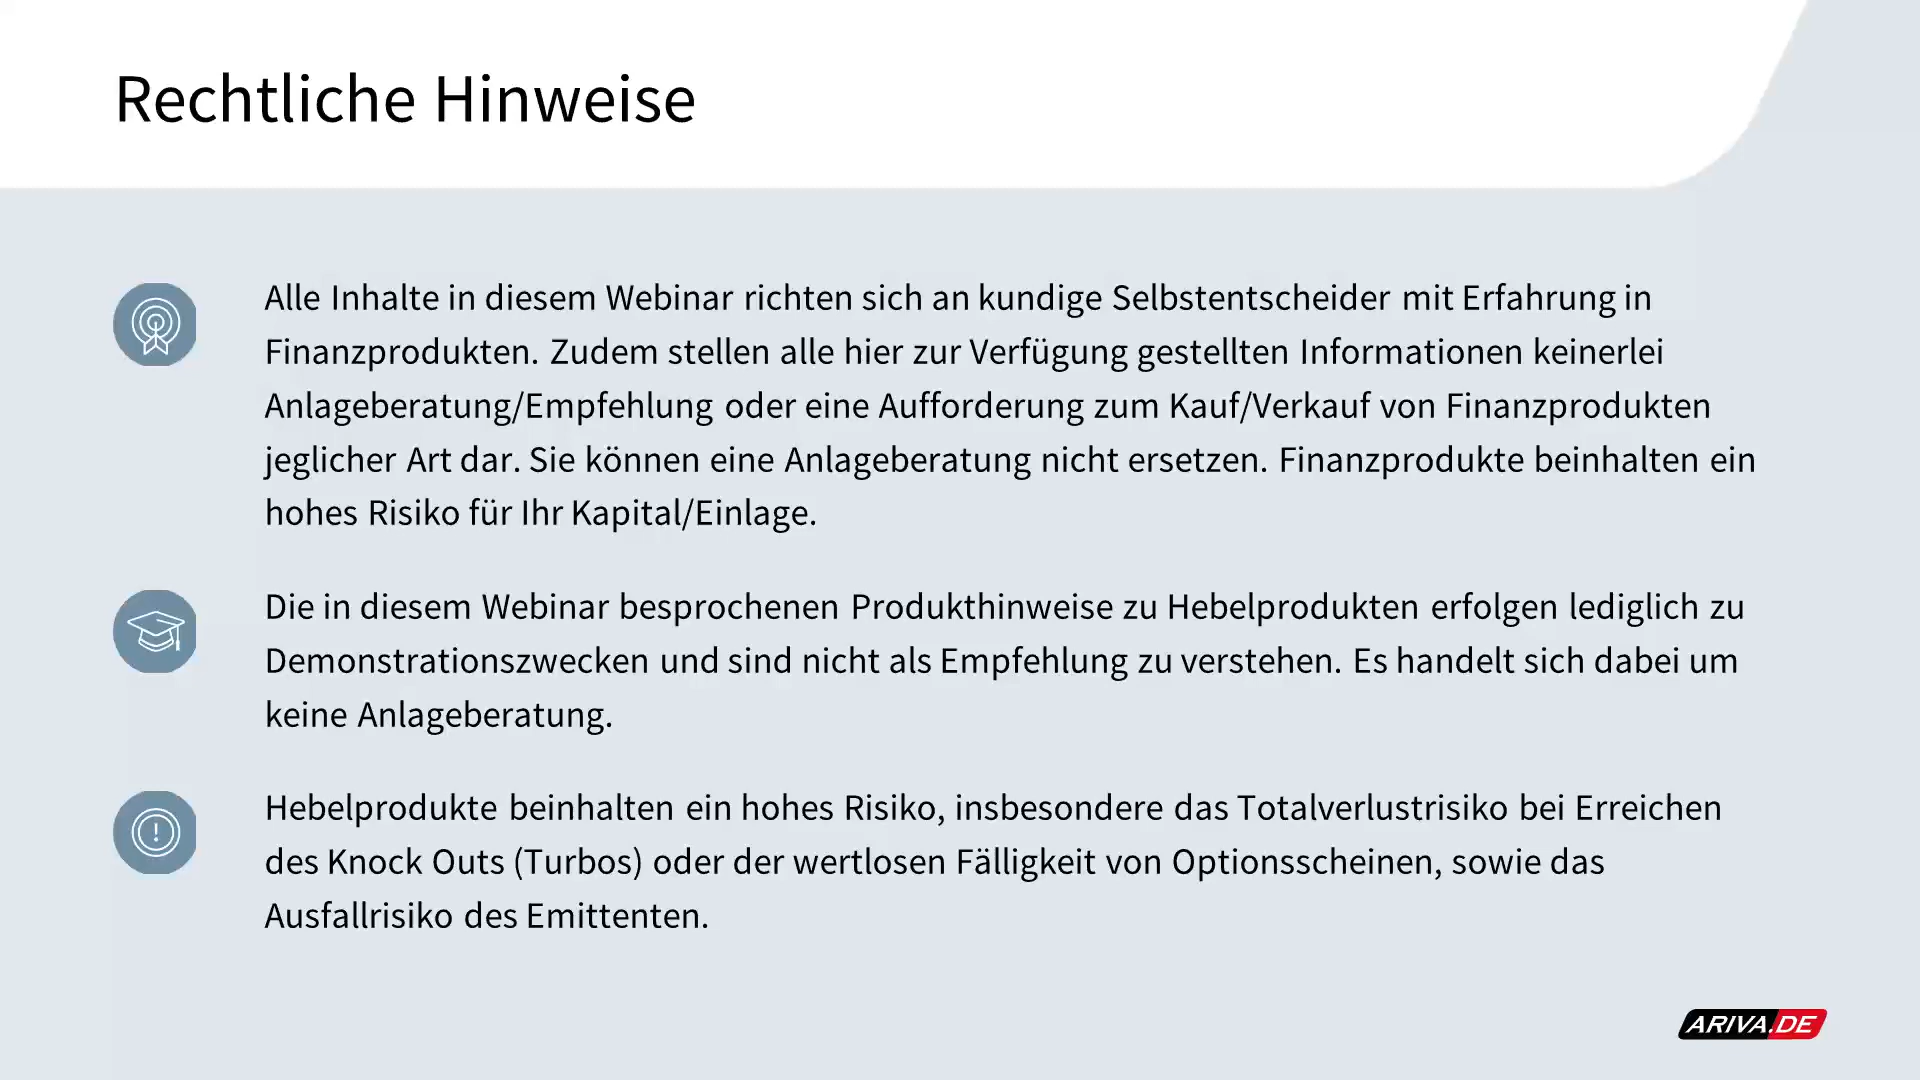 Rechtliche Hinweise
Alle Inhalte in diesem Webinar richten sich an kundige Selbstentscheider mit Erfahrung in
Finanzprodukten. Zudem stellen alle hier zur Verfügung gestellten Informationen keinerlei
Anlageberatung/Empfehlung oder eine Aufforderung zum Kauf/Verkauf von Finanzprodukten
jeglicher Art dar. Sie können eine Anlageberatung nicht ersetzen. Finanzprodukte beinhalten ein
hohes Risiko für Ihr Kapital/Einlage.
Die in diesem Webinar besprochenen Produkthinweise zu Hebelprodukten erfolgen lediglich zu
Demonstrationszwecken und sind nicht als Empfehlung zu verstehen. Es handelt sich dabei um
keine Anlageberatung.
Hebelprodukte beinhalten ein hohes Risiko, insbesondere das Totalverlustrisiko bei Erreichen
des Knock Outs (Turbos) oder der wertlosen Fälligkeit von Optionsscheinen, sowie das
Ausfallrisiko des Emittenten.
ARIVA.DE